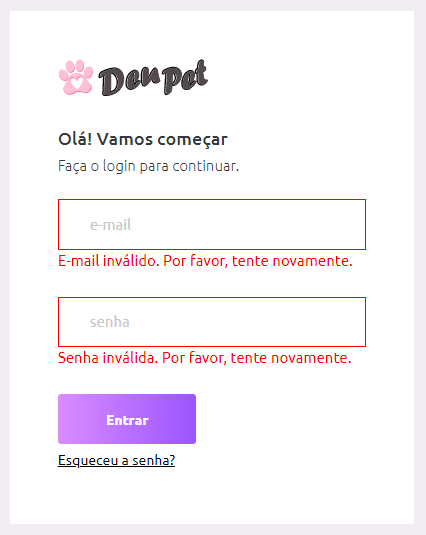 Denpet
Olá! Vamos começar
Faça o login para continuar.
e-mail
E-mail inválido. Por favor, tente novamente.
senha
Senha inválida. Por favor, tente novamente.
Entrar
Esqueceu a senha?